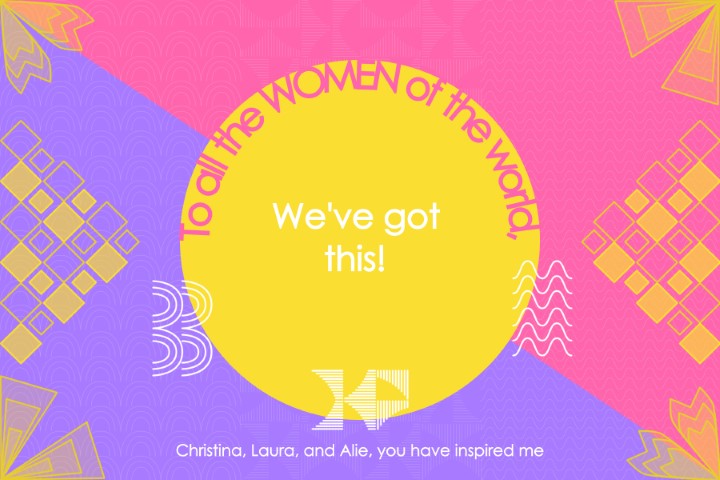 To all the WOMEN of the world,
We've got
this!
Christina, Laura, and Alie, you have inspired me